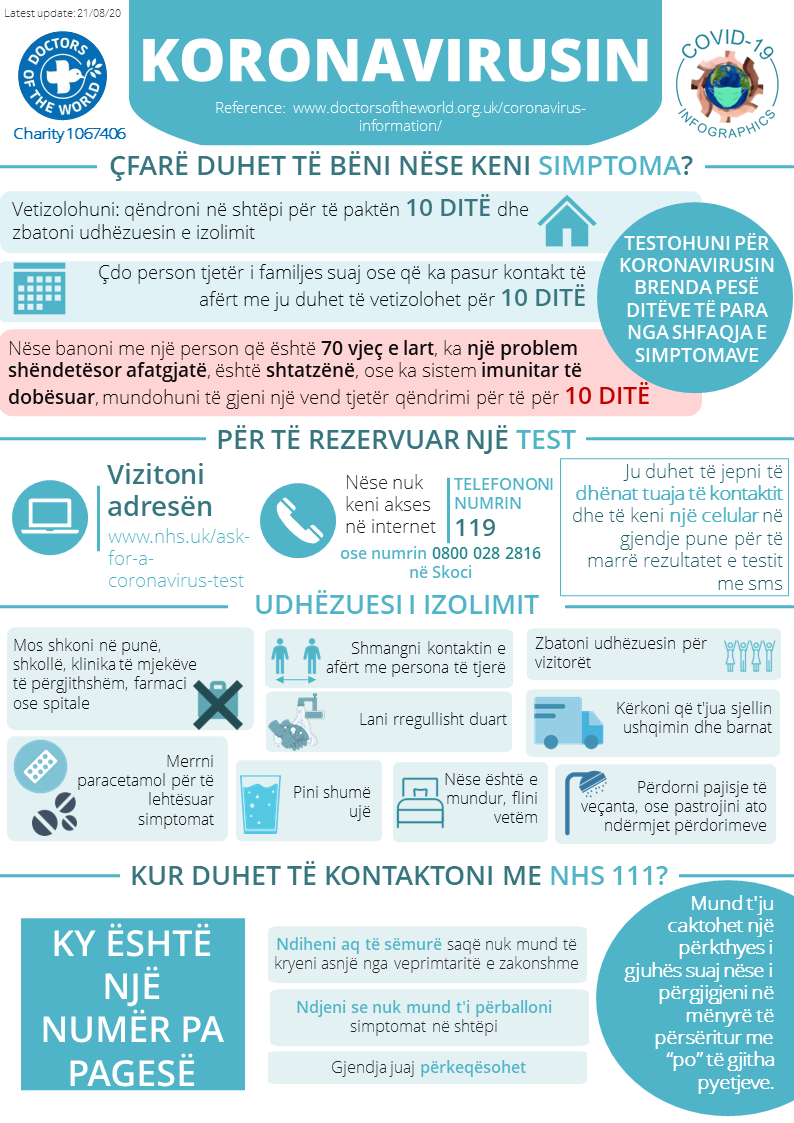 Latest update: 21/08/20
DOCTORS OF THE WORLD
Charity 1067406
KORONAVIRUSIN
Reference: www.doctorsoftheworld.org.uk/coronavirus-
information/
COVID-19
INFOGRAPHICS
ÇFARË DUHET TË BËNI NËSE KENI SIMPTOMA?
Vetizolohuni: qëndroni në shtëpi për të paktën 10 DITË dhe
zbatoni udhëzuesin e izolimit
Çdo person tjetër i familjes suaj ose që ka pasur kontakt të
afërt me ju duhet të vetizolohet për 10 DITË
Nëse banoni me një person që është 70 vjeç e lart, ka një problem
shëndetësor afatgjatë, është shtatzënë, ose ka sistem imunitar të
dobësuar, mundohuni të gjeni një vend tjetër qëndrimi për të për 10 DITË
TESTOHUNI PËR
KORONAVIRUSIN
BRENDA PESË
DITËVE TË PARA
NGA SHFAQJA E
SIMPTOMAVE
PËR TË REZERVUAR NJË TEST
Vizitoni
adresën
www.nhs.uk/ask-
for-a-
coronavirus-test
Nëse nuk
keni akses
në internet
TELEFONONI
NUMRIN
119
ose numrin 0800 028 2816
në Skoci
Ju duhet të jepni të
dhënat tuaja të kontaktit
dhe të keni një celular në
gjendje pune për të
marrë rezultatet e testit
me sms
UDHËZUESI I IZOLIMIT
Mos shkoni në punë,
shkollë, klinika të mjekëve
të përgjithshëm, farmaci
ose spitale
Shmangni kontaktin e
afërt me persona të tjerë
Zbatoni udhëzuesin për
vizitorët
Lani rregullisht duart
Kërkoni që t'jua sjellin
ushqimin dhe barnat
Merrni
paracetamol për të
lehtësuar
simptomat
Pini shumë
ujë
Nëse është e
mundur, flini
vetëm
Përdorni pajisje të
veçanta, ose pastrojini ato
ndërmjet përdorimeve
KUR DUHET TË KONTAKTONI ME NHS 111?
KY ËSHTË
NJË
NUMËR PA
PAGESË
Ndiheni aq të sëmurë saqë nuk mund të
kryeni asnjë nga veprimtaritë e zakonshme
Ndjeni se nuk mund t'i përballoni
simptomat në shtëpi
Gjendja juaj përkeqësohet
Mund t'ju
caktohet një
përkthyes i
gjuhës suaj nëse i
përgjigjeni në
mënyrë të
përsëritur me
“po” të gjitha
pyetjeve.